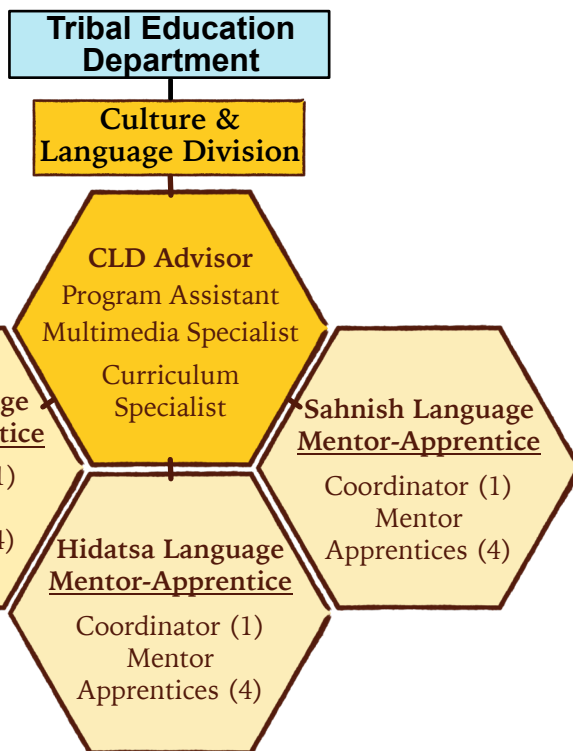 Tribal Education
Department
Culture &
Language Division
CLD Advisor
Program Assistant
Multimedia Specialist
Curriculum
Specialist
Sahnish Language
Mentor-Apprentice
Coordinator (1)
Mentor
Apprentices (4)
Hidatsa Language
Mentor-Apprentice
Coordinator (1)
Mentor
Apprentices (4)